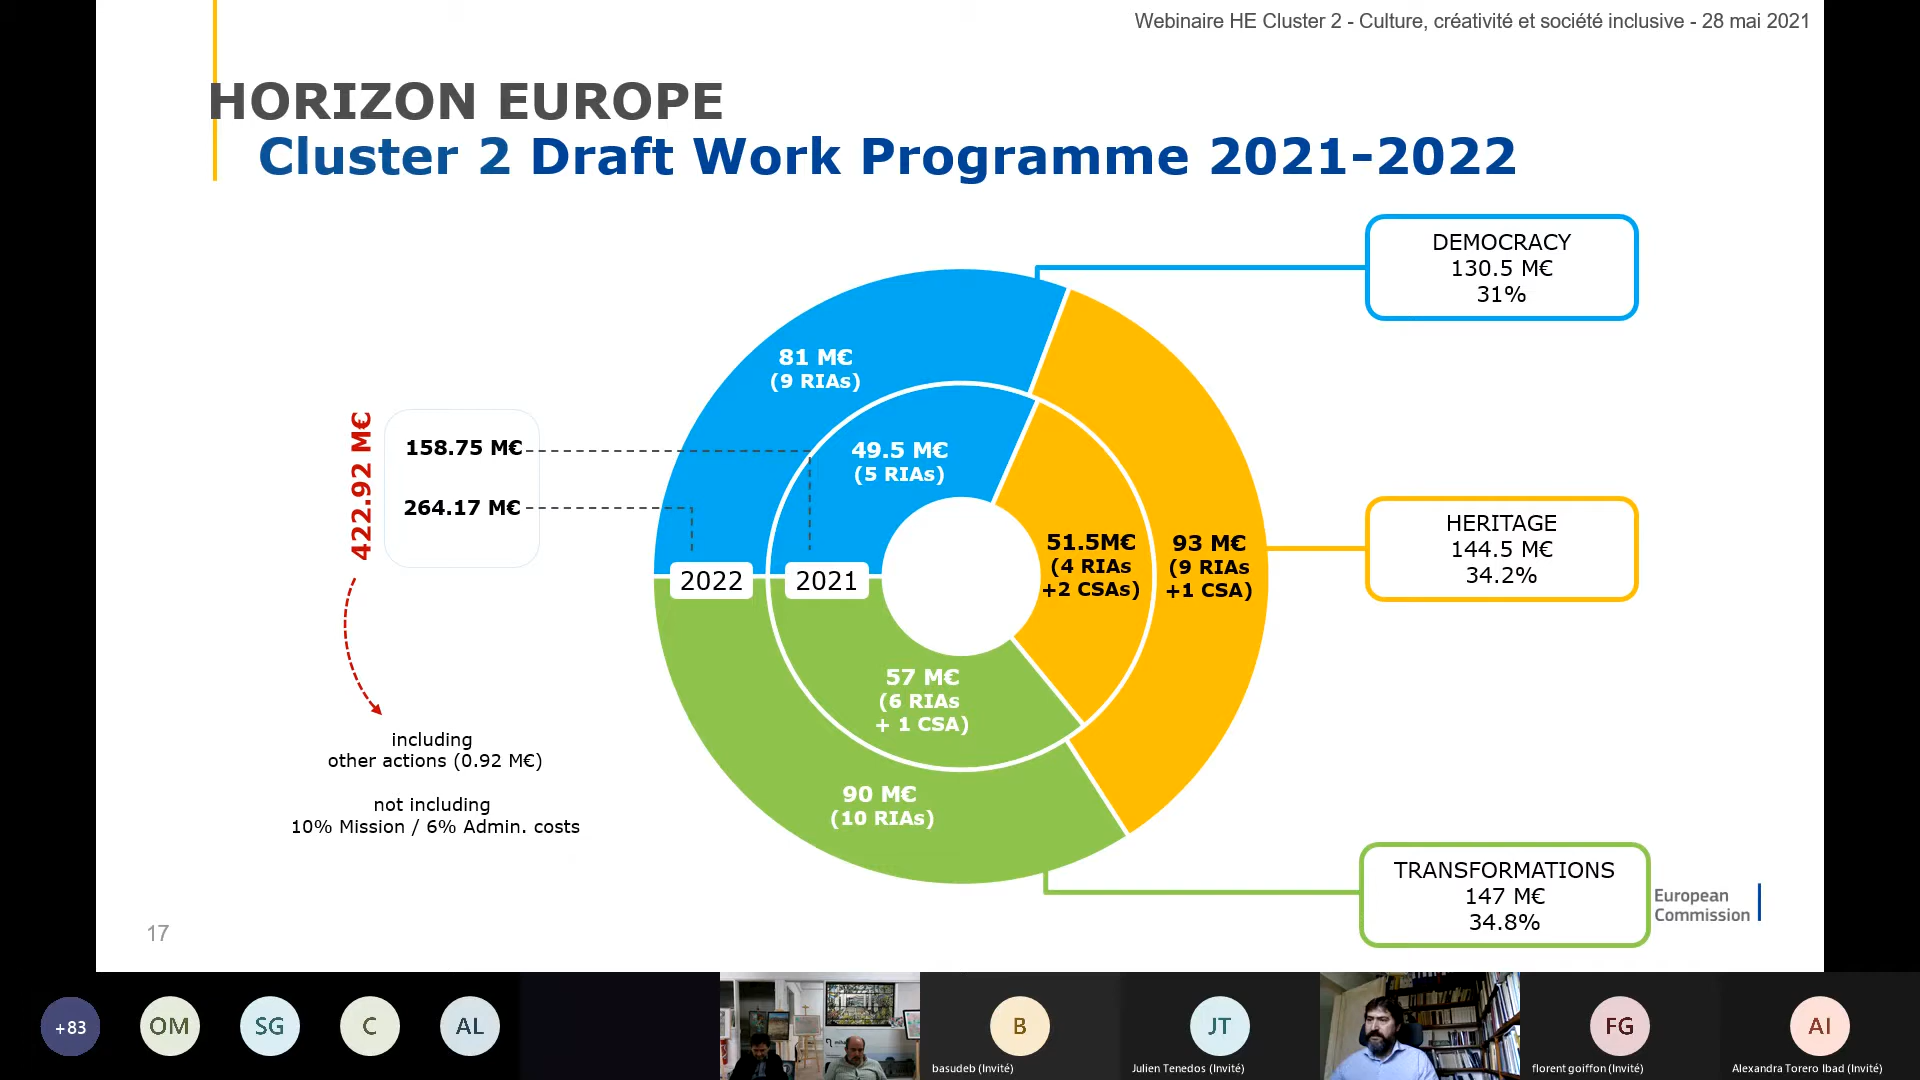 Webinaire HE Cluster 2 - Culture, créativité et société inclusive - 28 mai 2021
HORIZON EUROPE
Cluster 2 Draft Work Programme 2021-2022
DEMOCRACY
130.5 M€
31%
81 M€
(9 RIAs)
49.5 M€
(5 RIAs)
422.92 M€
158.75 M€
264.17 M€
2022
2021
51.5M€
(4 RIAs
+2 CSAs)
93 M€
(9 RIAs
+1 CSA)
HERITAGE
144.5 M€
34.2%
57 M€
(6 RIAs
+ 1 CSA)
90 M€
(10 RIAs)
including
other actions (0.92 M€)
not including
10% Mission / 6% Admin. costs
TRANSFORMATIONS
147 M€
34.8%
European
Commission
17
+83
OM
SG
C
AL
B
basudeb (Invité)
JT
Julien Tenedos (Invité)
FG
florent goiffon (Invité)
AI
Alexandra Torero Ibad (Invité)